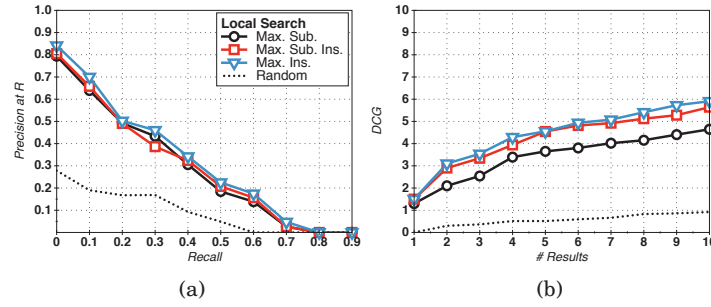 Local Search
Max. Sub.
Max. Sub. Ins.
Max. Ins.
Random
Precision at R
1.0
0.9
0.8
0.7
0.6
0.5
0.4
0.3
0.2
0.1
0 0.1 0.2 0.3 0.4 0.5 0.6 0.7 0.8 0.9
Recall
(a)
DCG
10
9
8
7
6
5
4
3
2
1
0
1 2 3 4 5 6 7 8 9 10
# Results
(b)